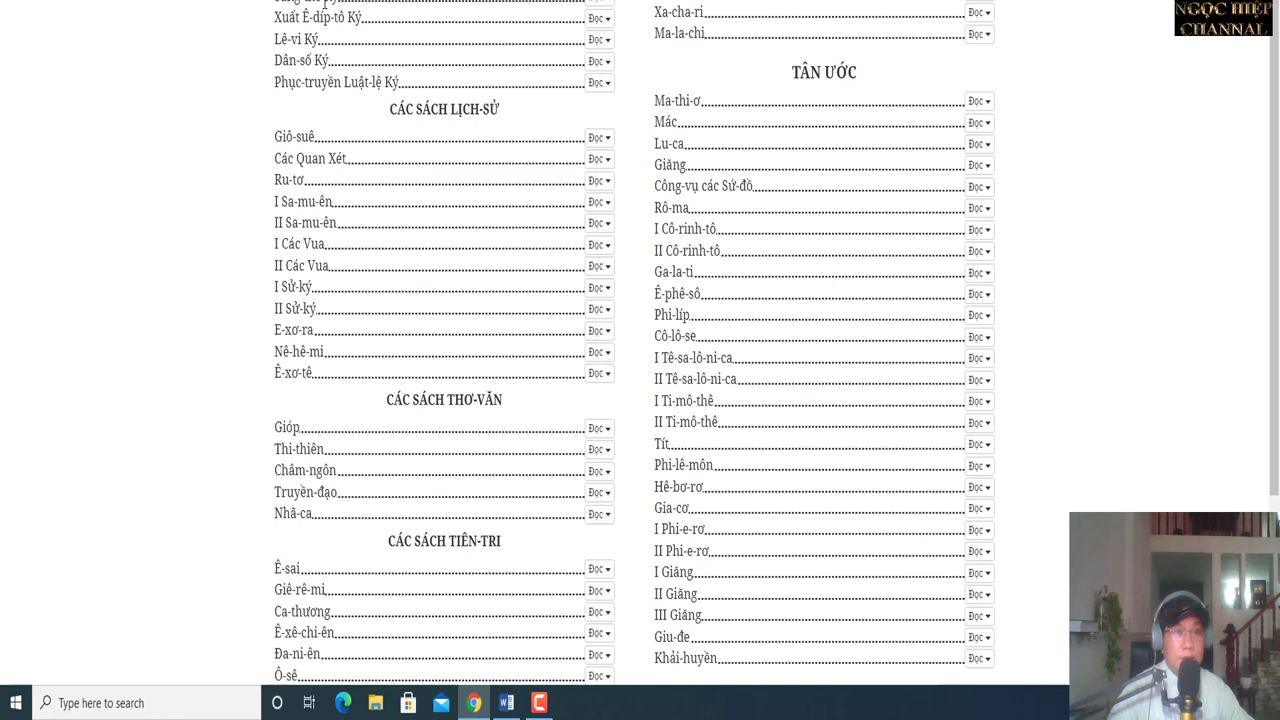 Xuất Ê-díp-tô Ký Đọc
Lê-vi Ký Đọc
Dân-số Ký Đọc
Phục-truyền Luật-lệ Ký Đọc
CÁC SÁCH LỊCH-SỬ
Giô-suê Đọc
Các Quan Xét Đọc
Ru-tơ Đọc
I Sa-mu-ên Đọc
II Sa-mu-ên Đọc
I Các Vua Đọc
II Các Vua Đọc
I Sử-ký Đọc
II Sử-ký Đọc
E-xơ-ra Đọc
Nê-hê-mi Đọc
Ê-xơ-tê Đọc
CÁC SÁCH THƠ-VĂN
Gióp Đọc
Thi-thiên Đọc
Châm-ngôn Đọc
Truyền-đạo Đọc
Nhã-ca Đọc
CÁC SÁCH TIÊN-TRI
Ê-sai Đọc
Giê-rê-mi Đọc
Ca-thương Đọc
Ê-xê-chi-ên Đọc
Đa-ni-ên Đọc
Ô-sê Đọc
Xa-cha-ri Đọc
Ma-la-chi Đọc
TÂN ƯỚC
Ma-thi-ơ Đọc
Mác Đọc
Lu-ca Đọc
Giăng Đọc
Công-vụ các Sứ-đồ Đọc
Rô-ma Đọc
I Cô-rinh-tô Đọc
II Cô-rinh-tô Đọc
Ga-la-ti Đọc
Ê-phê-sô Đọc
Phi-líp Đọc
Cô-lô-se Đọc
I Tê-sa-lô-ni-ca Đọc
II Tê-sa-lô-ni-ca Đọc
I Ti-mô-thê Đọc
II Ti-mô-thê Đọc
Tít Đọc
Phi-lê-môn Đọc
Hê-bơ-rơ Đọc
Gia-cơ Đọc
I Phi-e-rơ Đọc
II Phi-e-rơ Đọc
I Giăng Đọc
II Giăng Đọc
III Giăng Đọc
Giu-đe Đọc
Khải-huyền Đọc
NGỌC HIỆP
CHANNAL
Type here to search